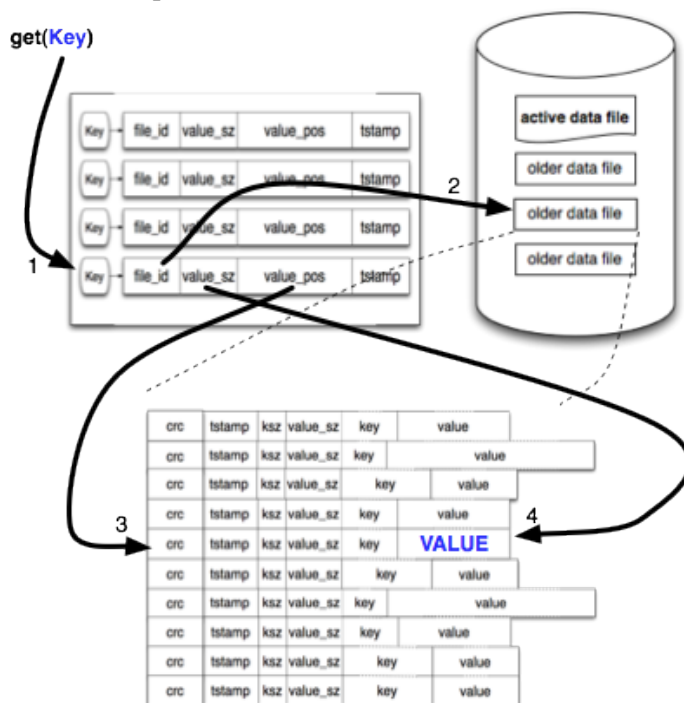 get(Key)
Key file_id value_sz value_pos tstamp
Key file_id value_sz value_pos tstamp
Key file_id value_sz value_pos tstamp
Key file_id value_sz value_pos tstamp
1
2
active data file
older data file
older data file
older data file
crc tstamp ksz value_sz key value
crc tstamp ksz value_sz key value
crc tstamp ksz value_sz key value
crc tstamp ksz value_sz key value
3
4
crc tstamp ksz value_sz key VALUE
crc tstamp ksz value_sz key value
crc tstamp ksz value_sz key value
crc tstamp ksz value_sz key value
crc tstamp ksz value_sz key value
crc tstamp ksz value_sz key value